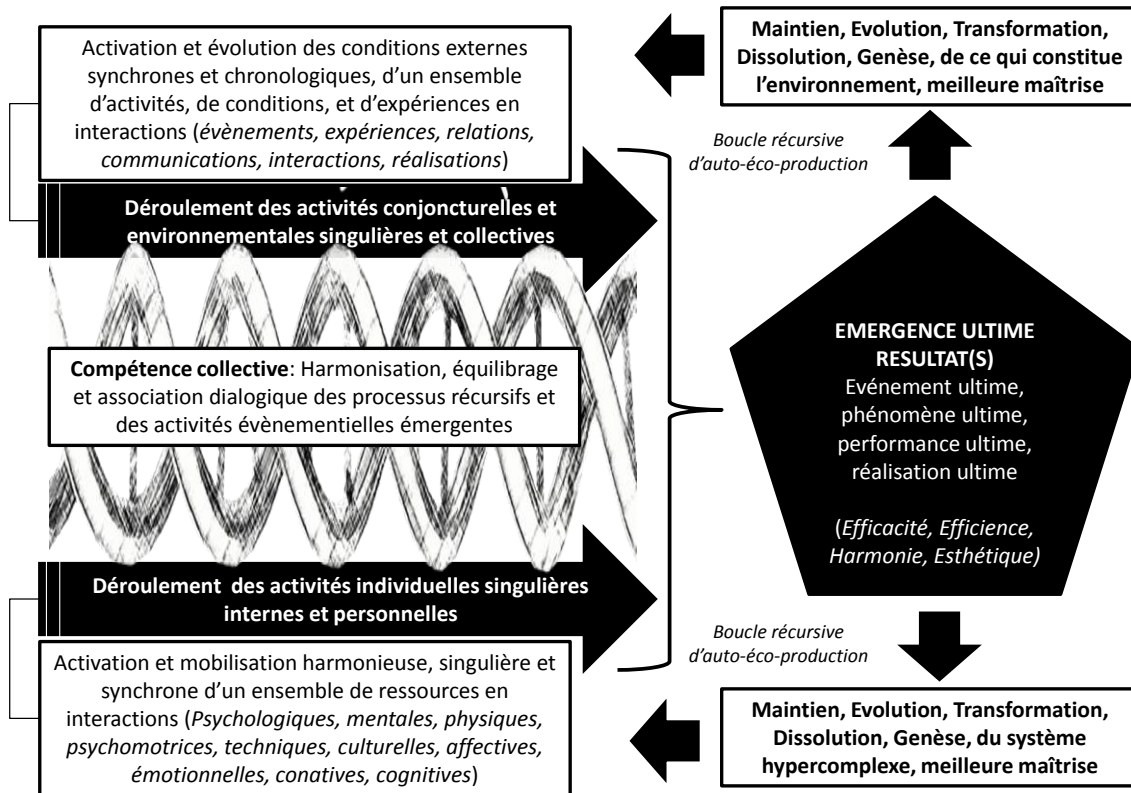 Activation et évolution des conditions externes
synchrones et chronologiques, d'un ensemble
d'activités, de conditions, et d'expériences en
interactions (évènements, expériences, relations,
communications, interactions, réalisations)
Déroulement des activités conjoncturelles et
environnementales singulières et collectives
Compétence collective: Harmonisation, équilibrage
et association dialogique des processus récursifs et
des activités évènementielles émergentes
Déroulement des activités individuelles singulières
internes et personnelles
Activation et mobilisation harmonieuse, singulière et
synchrone d'un ensemble de ressources en
interactions (Psychologiques, mentales, physiques,
psychomotrices, techniques, culturelles, affectives,
émotionnelles, conatives, cognitives)
Maintien, Evolution, Transformation,
Dissolution, Genèse, de ce qui constitue
l'environnement, meilleure maîtrise
Boucle récursive
d'auto-éco-production
EMERGENCE ULTIME
RESULTAT(S)
Evénement ultime,
phénomène ultime,
performance ultime,
réalisation ultime
(Efficacité, Efficience,
Harmonie, Esthétique)
Boucle récursive
d'auto-éco-production
Maintien, Evolution, Transformation,
Dissolution, Genèse, du système
hypercomplexe, meilleure maîtrise